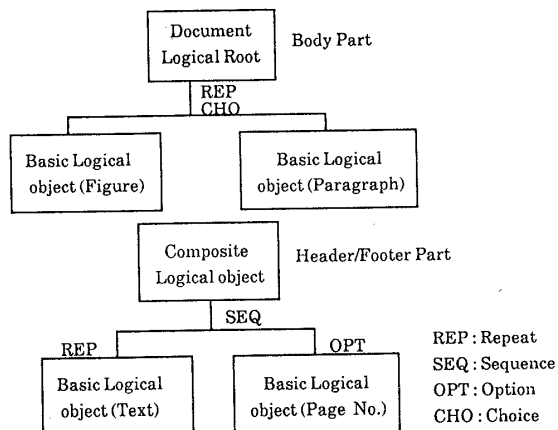 Document
Logical Root
Body Part
REP
CHO
Basic Logical
object (Figure)
Basic Logical
object (Paragraph)
Composite
Logical object
Header/Footer Part
SEQ
REP
OPT
Basic Logical
object (Text)
Basic Logical
object (Page No.)
REP : Repeat
SEQ : Sequence
OPT : Option
CHO : Choice